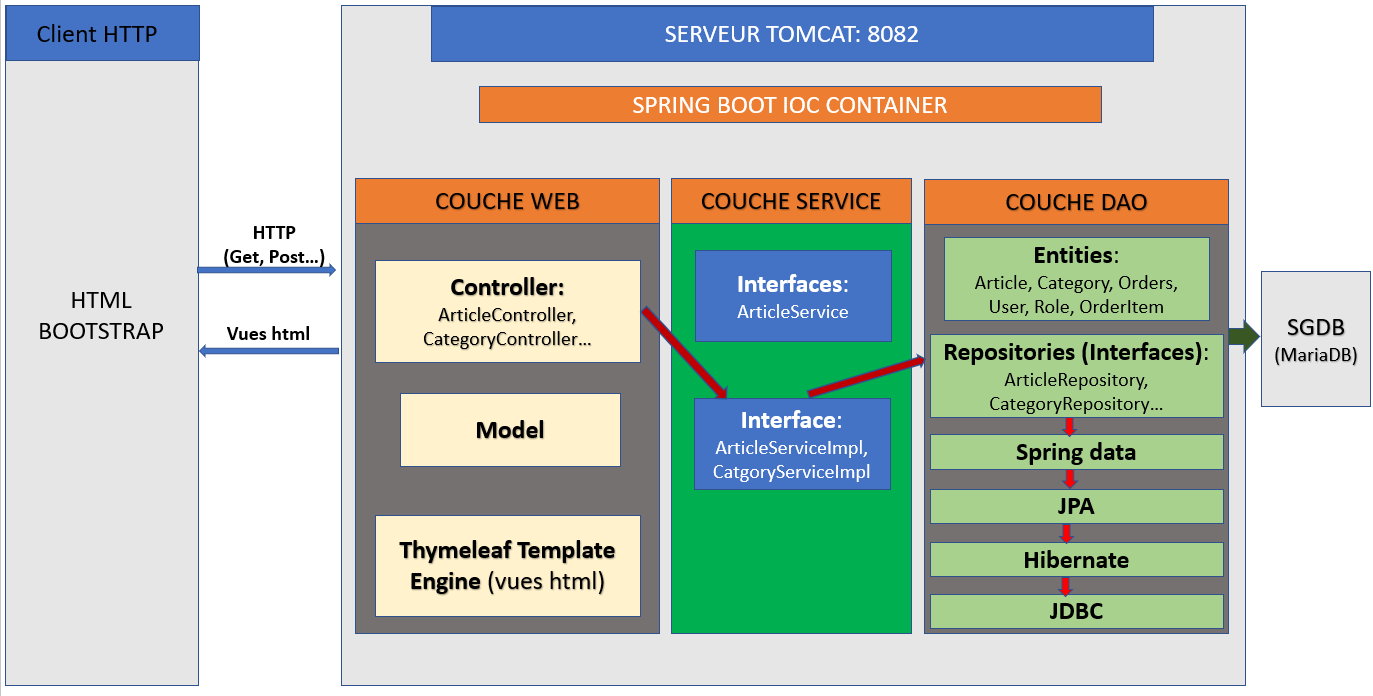 Client HTTP
HTML
BOOTSTRAP
HTTP
(Get, Post...)
Vues html
SERVEUR TOMCAT: 8082
SPRING BOOT IOC CONTAINER
COUCHE WEB
Controller:
ArticleController,
CategoryController...
Model
Thymeleaf Template
Engine (vues html)
COUCHE SERVICE
Interfaces:
ArticleService
Interface:
ArticleServiceImpl,
CatgoryServiceImpl
COUCHE DAO
Entities:
Article, Category, Orders,
User, Role, OrderItem
Repositories (Interfaces):
ArticleRepository,
CategoryRepository...
Spring data
JPA
Hibernate
JDBC
SGDB
(MariaDB)